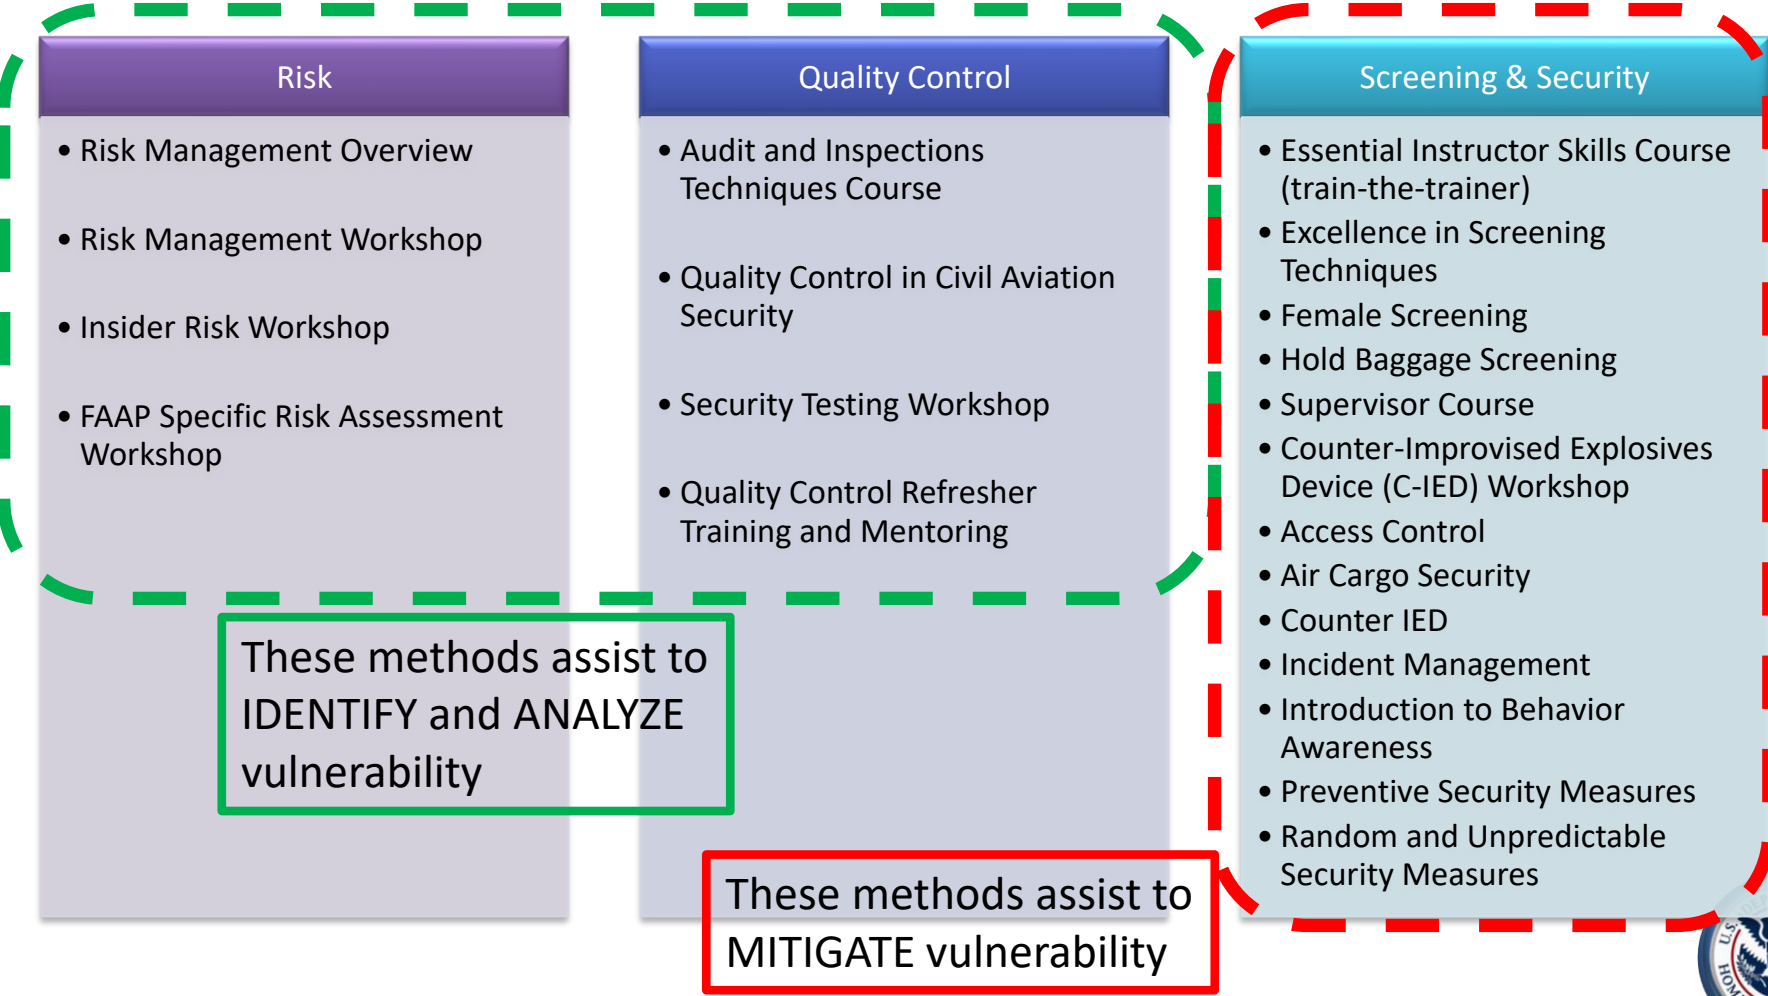 Risk
• Risk Management Overview
• Risk Management Workshop
• Insider Risk Workshop
• FAAP Specific Risk Assessment
Workshop
Quality Control
• Audit and Inspections
Techniques Course
• Quality Control in Civil Aviation
Security
• Security Testing Workshop
• Quality Control Refresher
Training and Mentoring
Screening & Security
• Essential Instructor Skills Course
(train-the-trainer)
• Excellence in Screening
Techniques
• Female Screening
• Hold Baggage Screening
• Supervisor Course
• Counter-Improvised Explosives
Device (C-IED) Workshop
• Access Control
• Air Cargo Security
• Counter IED
• Incident Management
• Introduction to Behavior
Awareness
• Preventive Security Measures
• Random and Unpredictable
Security Measures
These methods assist to
IDENTIFY and ANALYZE
vulnerability
These methods assist to
MITIGATE vulnerability
U.S.